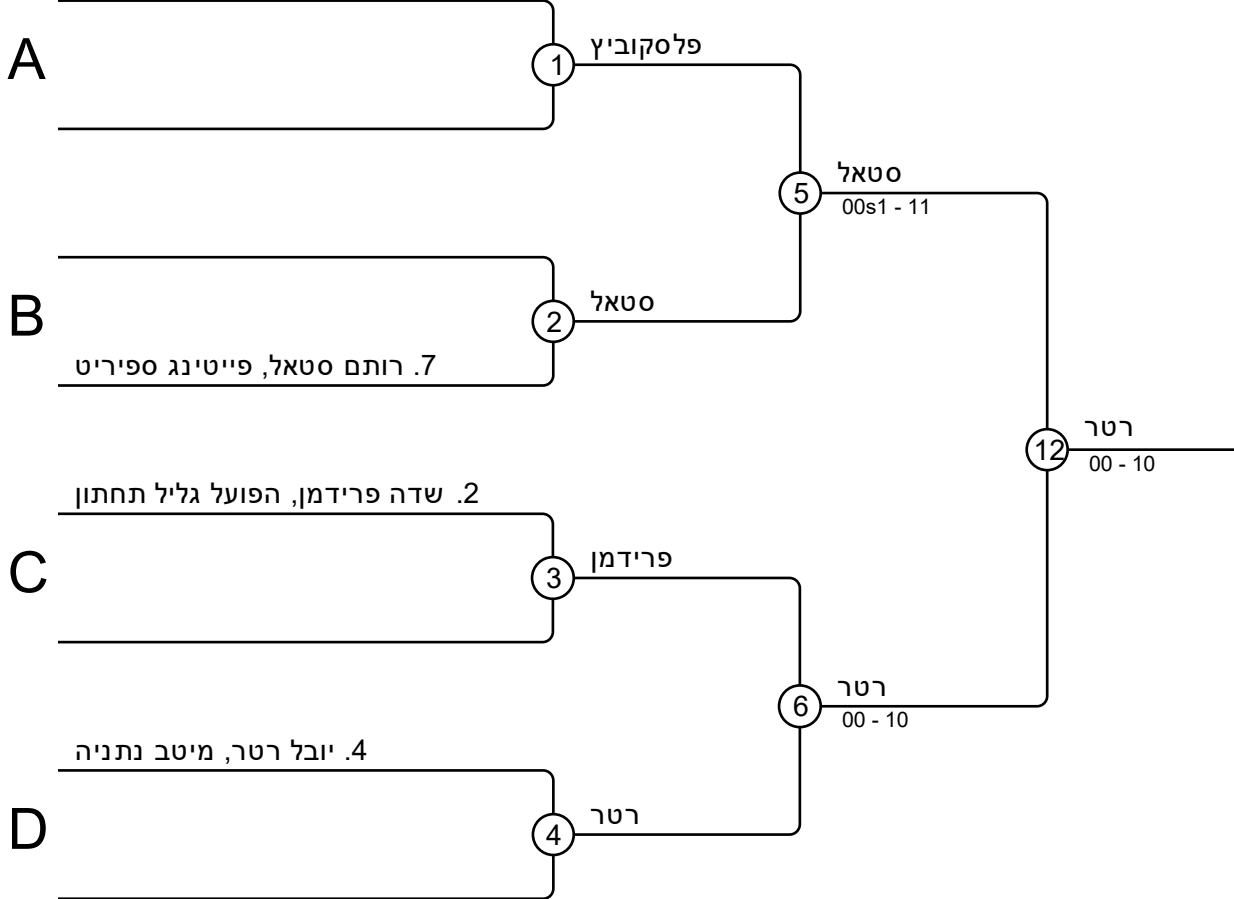 A
1
פלסקוביץ
5
סטאל
00s1 - 11
B
2
סטאל
7. רותם סטאל, פייטינג ספיריט
12
רטר
00 - 10
2. שדה פרידמן, הפועל גליל תחתון
C
3
פרידמן
6
רטר
00 - 10
4. יובל רטר, מיטב נתניה
D
4
רטר